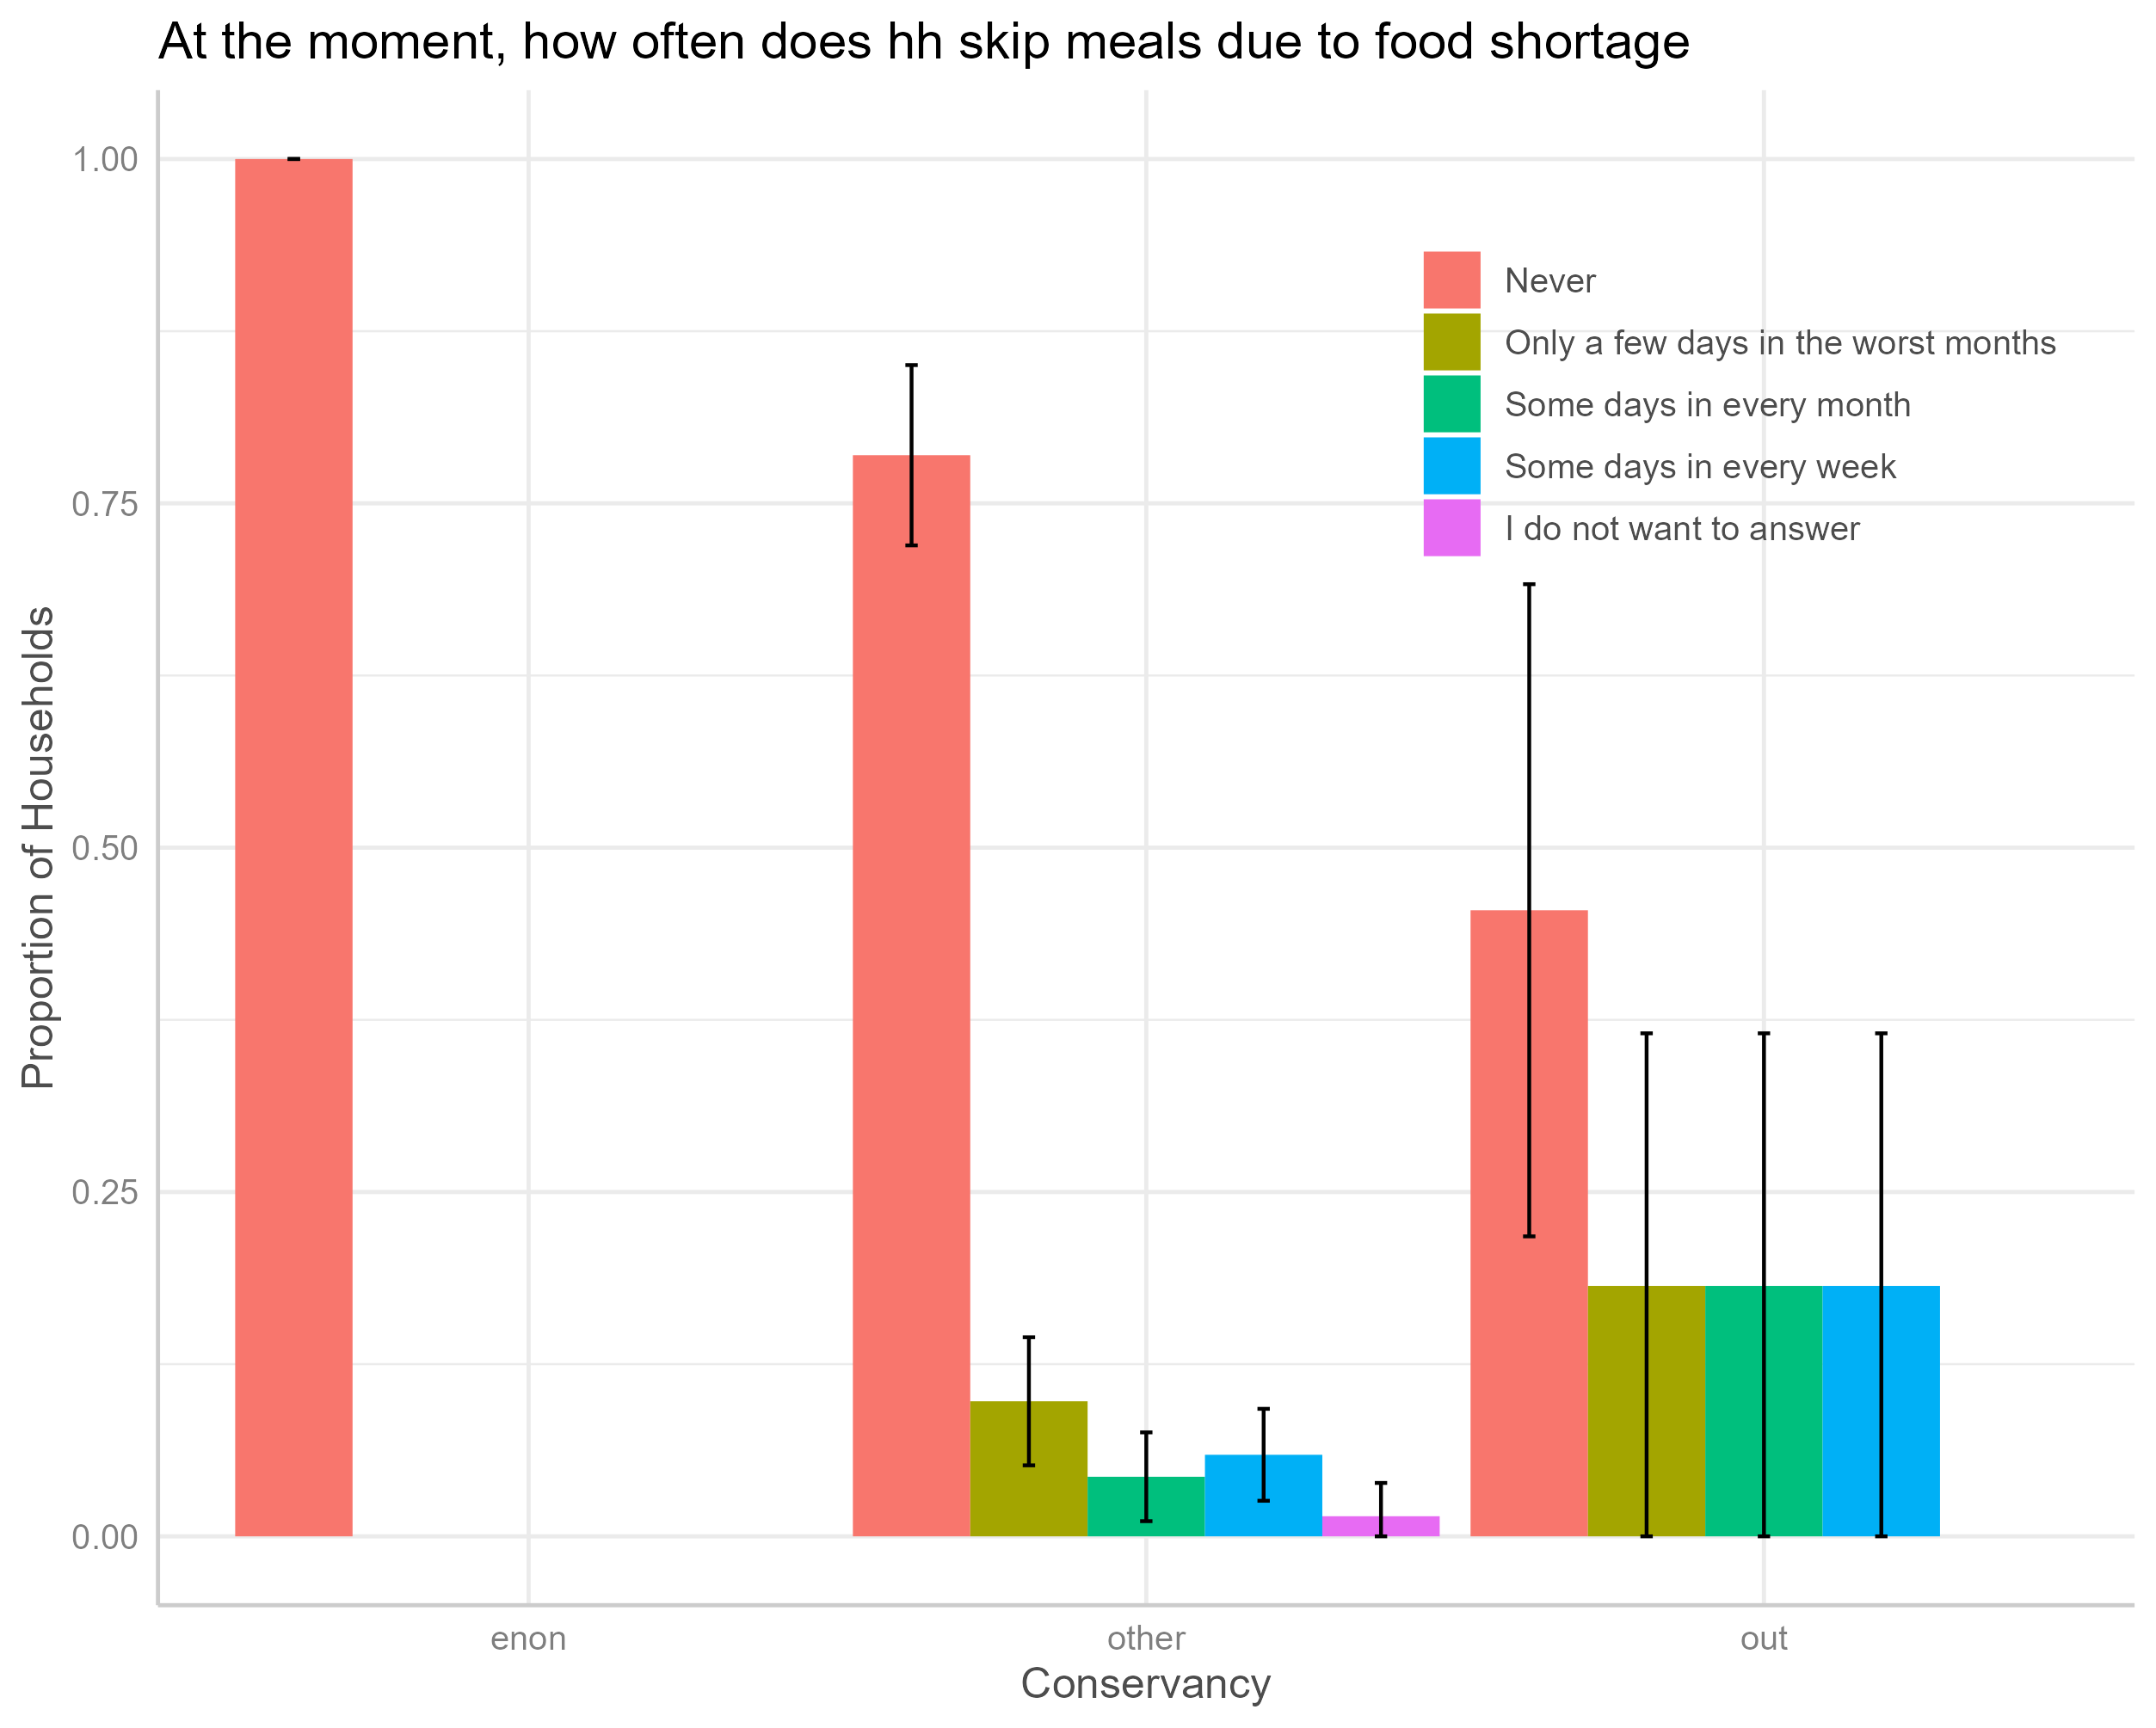 At the moment, how often does hh skip meals due to food shortage
1.00
0.75
0.50
0.25
0.00
Proportion of Households
Never
Only a few days in the worst months
Some days in every month
Some days in every week
I do not want to answer
enon
other
out
Conservancy